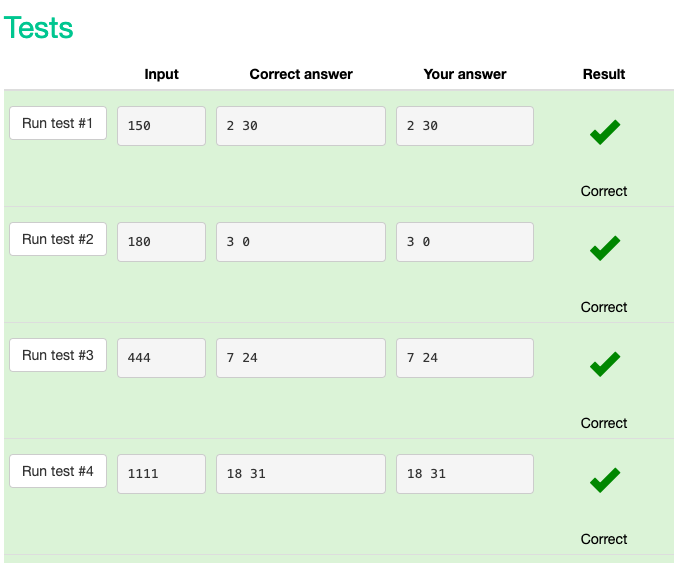 Tests
Input Correct answer Your answer Result
Run test #1 150 2 30 2 30
Correct
Run test #2 180 3 0 3 0
Correct
Run test #3 444 7 24 7 24
Correct
Run test #4 1111 18 31 18 31
Correct